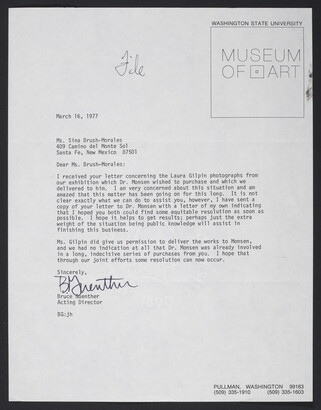 WASHINGTON STATE UNIVERSITY
MUSEUM
OF ART
File
March 16, 1977
Ms. Sina Brush-Morales
409 Camino del Monte Sol
Santa Fe, New Mexico 87501
Dear Ms. Brush-Morales:
I received your letter concerning the Laura Gilpin photographs from
our exhibition which Dr. Monsen wished to purchase and which we
delivered to him. I am very concerned about this situation and am
amazed that this matter has been going on for this long. It is not
clear exactly what we can do to assist you, however, I have sent a
copy of your letter to Dr. Monsen with a letter of my own indicating
that I hoped you both could find some equitable resolution as soon as
possible. I hope it helps to get results; perhaps just this extra
weight of the situation being public knowledge will assist in
finishing this business.
Ms. Gilpin did give us permission to deliver the works to Monsen,
and we had no indication at all that Dr. Monsen was already involved
in a long, indecisive series of purchases from you. I hope that
through our joint efforts some resolution can now occur.
Sincerely,
B Guenther
Bruce Guenther
Acting Director
BG:jh
PULLMAN, WASHINGTON 99163
(509) 335-1910 (509) 335-1603